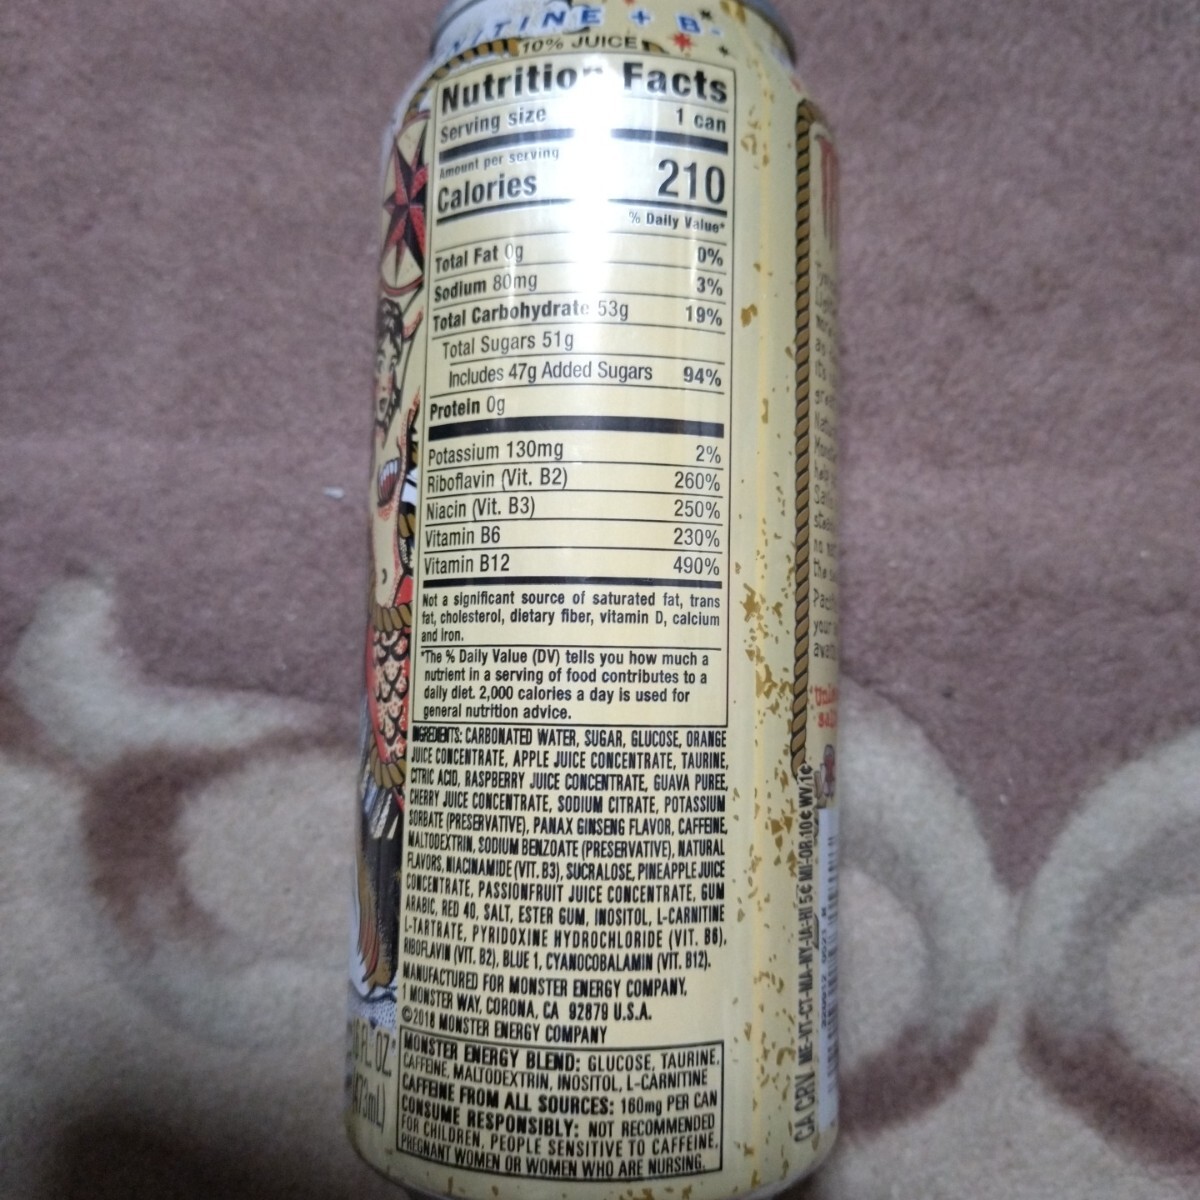 ITINE + B-
10% JUICE
Nutrition Facts
Serving size 1 can
Amount per serving
Calories 210
% Daily Value*
Total Fat 0g 0%
Sodium 80mg 3%
Total Carbohydrate 53g 19%
Total Sugars 51g
Includes 47g Added Sugars 94%
Protein 0g
Potassium 130mg 2%
Riboflavin (Vit. B2) 260%
Niacin (Vit. B3) 250%
Vitamin B6 230%
Vitamin B12 490%
Not a significant source of saturated fat, trans
fat, cholesterol, dietary fiber, vitamin D, calcium
and iron.
*The % Daily Value (DV) tells you how much a
nutrient in a serving of food contributes to a
daily diet. 2,000 calories a day is used for
general nutrition advice.
INGREDIENTS: CARBONATED WATER, SUGAR, GLUCOSE, ORANGE
JUICE CONCENTRATE, APPLE JUICE CONCENTRATE, TAURINE,
CITRIC ACID, RASPBERRY JUICE CONCENTRATE, GUAVA PUREE,
CHERRY JUICE CONCENTRATE, SODIUM CITRATE, POTASSIUM
SORBATE (PRESERVATIVE), PANAX GINSENG FLAVOR, CAFFEINE,
MALTODEXTRIN, SODIUM BENZOATE (PRESERVATIVE), NATURAL
FLAVORS, NIACINAMIDE (VIT. B3), SUCRALOSE, PINEAPPLE JUICE
CONCENTRATE, PASSIONFRUIT JUICE CONCENTRATE, GUM
ARABIC, RED 40, SALT, ESTER GUM, INOSITOL, L-CARNITINE
L-TARTRATE, PYRIDOXINE HYDROCHLORIDE (VIT. B6),
RIBOFLAVIN (VIT. B2), BLUE 1, CYANOCOBALAMIN (VIT. B12).
MANUFACTURED FOR MONSTER ENERGY COMPANY,
1 MONSTER WAY, CORONA, CA 92879 U.S.A.
©2018 MONSTER ENERGY COMPANY
MONSTER ENERGY BLEND: GLUCOSE, TAURINE,
CAFFEINE, MALTODEXTRIN, INOSITOL, L-CARNITINE
CAFFEINE FROM ALL SOURCES: 160mg PER CAN
CONSUME RESPONSIBLY: NOT RECOMMENDED
FOR CHILDREN, PEOPLE SENSITIVE TO CAFFEINE,
PREGNANT WOMEN OR WOMEN WHO ARE NURSING.
16 FL. OZ.
(473mL)
CA CRV ME-VT-CT-MA-NY-IA-HI 5¢ MI-OR 10¢ WV 1¢